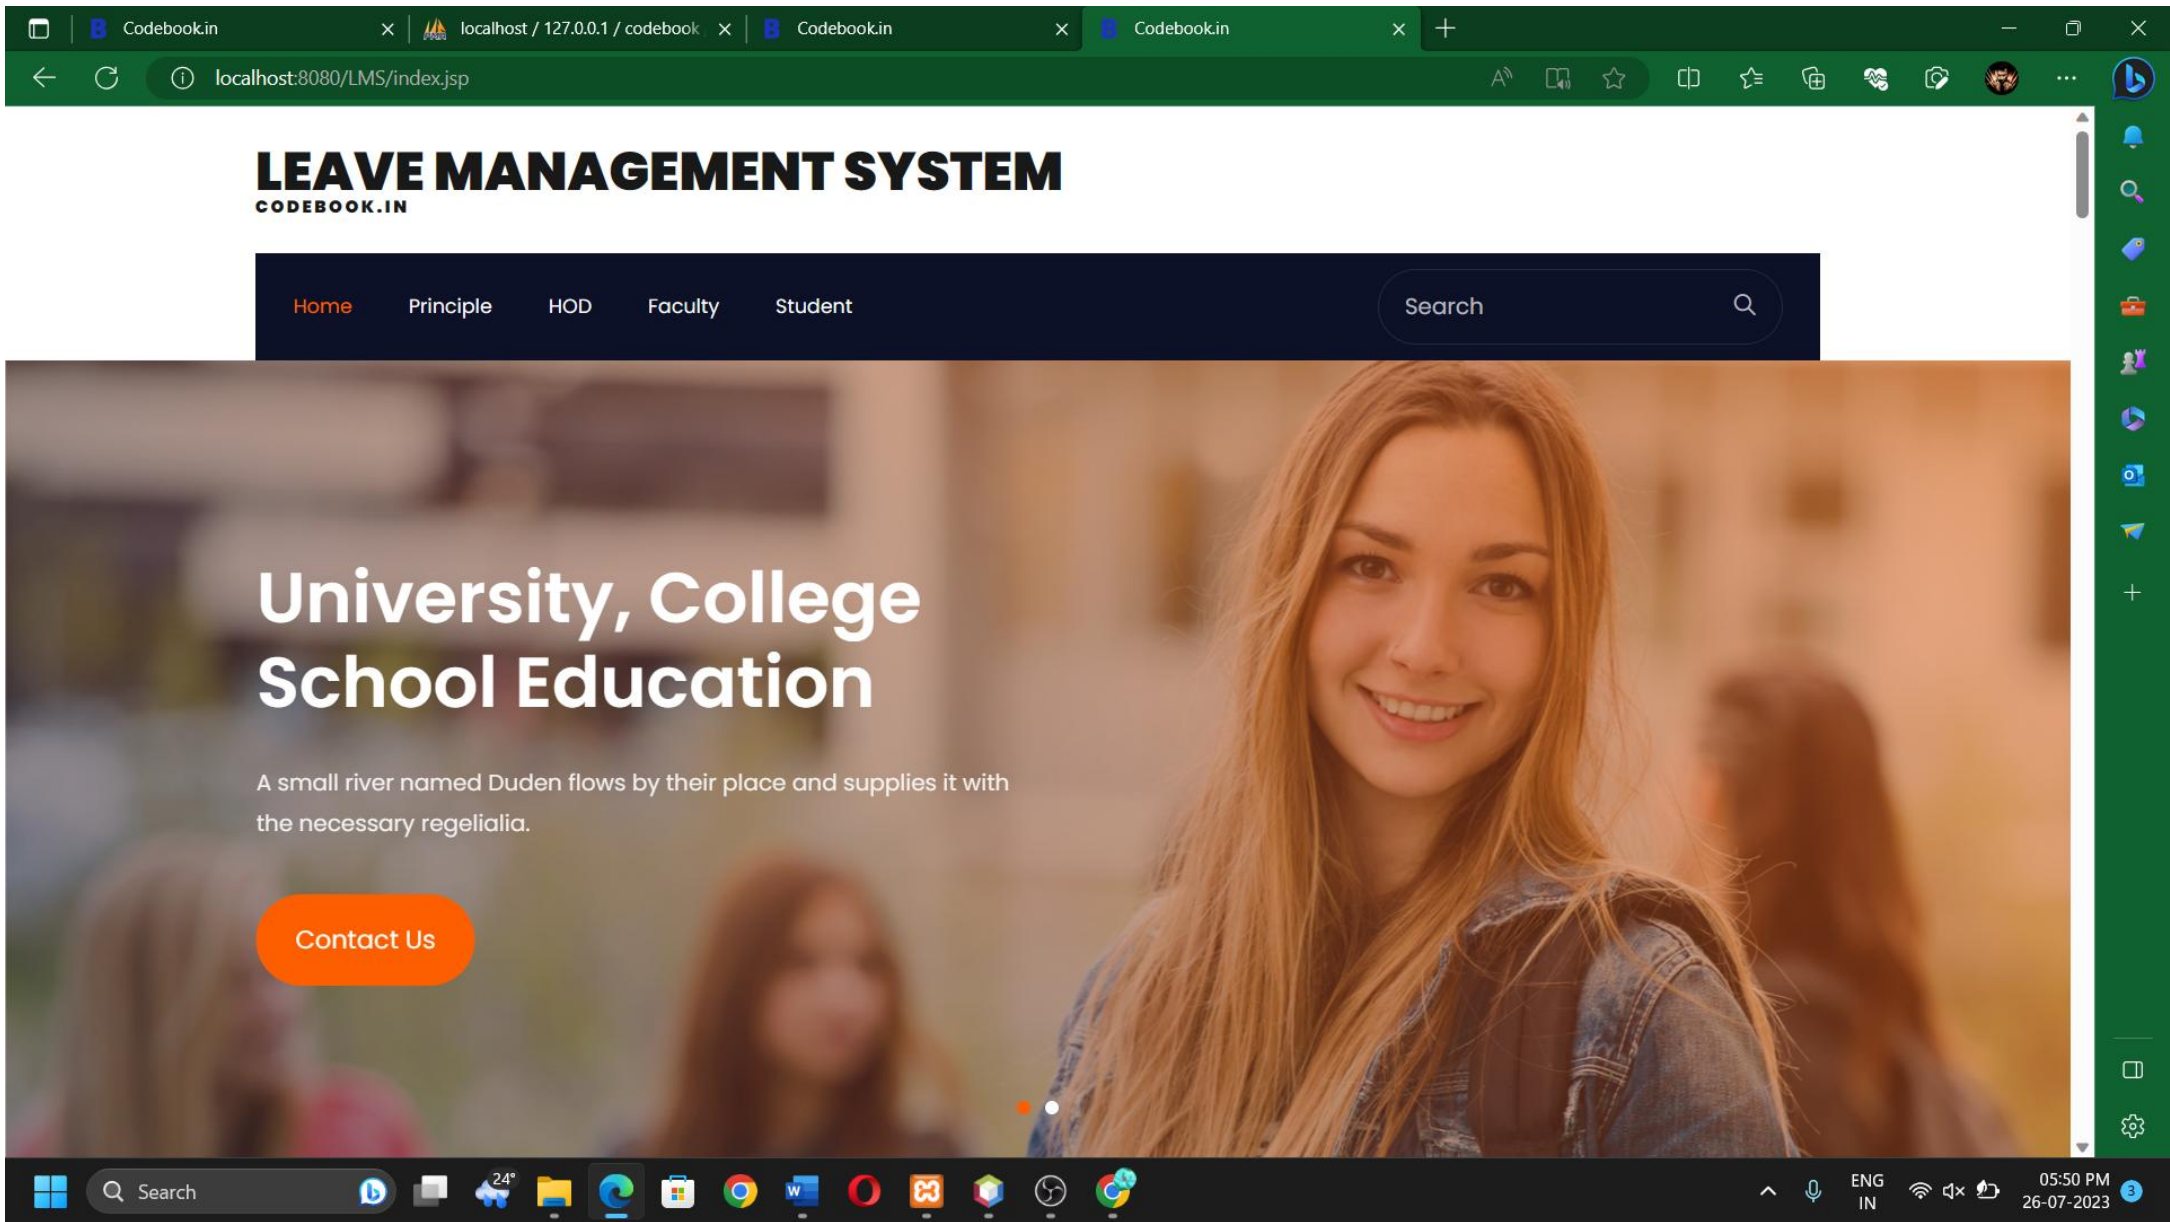 Codebook.in
localhost / 127.0.0.1 / codebook
Codebook.in
Codebook.in
localhost:8080/LMS/index.jsp
LEAVE MANAGEMENT SYSTEM
CODEBOOK.IN
Home
Principle
HOD
Faculty
Student
Search
University, College
School Education
A small river named Duden flows by their place and supplies it with
the necessary regelialia.
Contact Us
Search
24°
ENG
IN
05:50 PM
26-07-2023
3